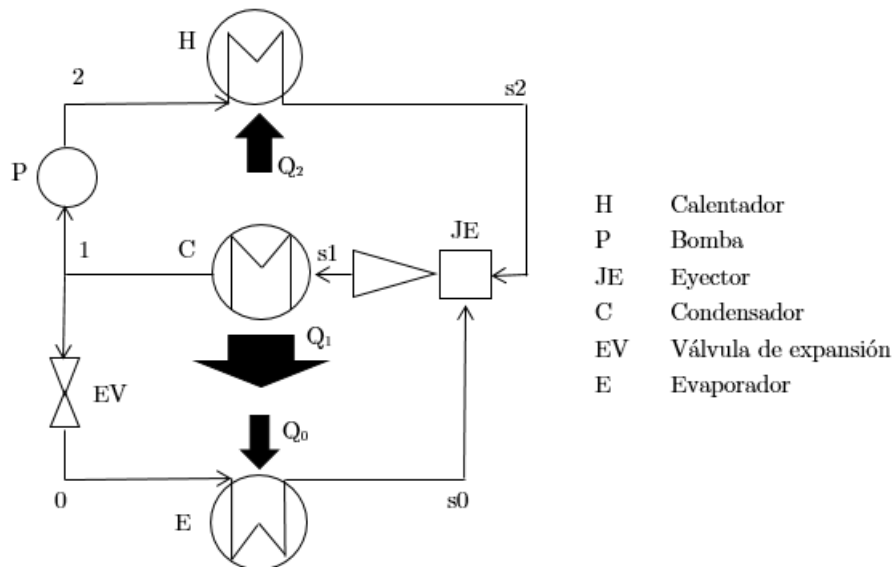 H
2
s2
P
Q₂
1
C
s1
JE
Q₁
EV
Q₀
0
E
s0
H Calentador
P Bomba
JE Eyector
C Condensador
EV Válvula de expansión
E Evaporador